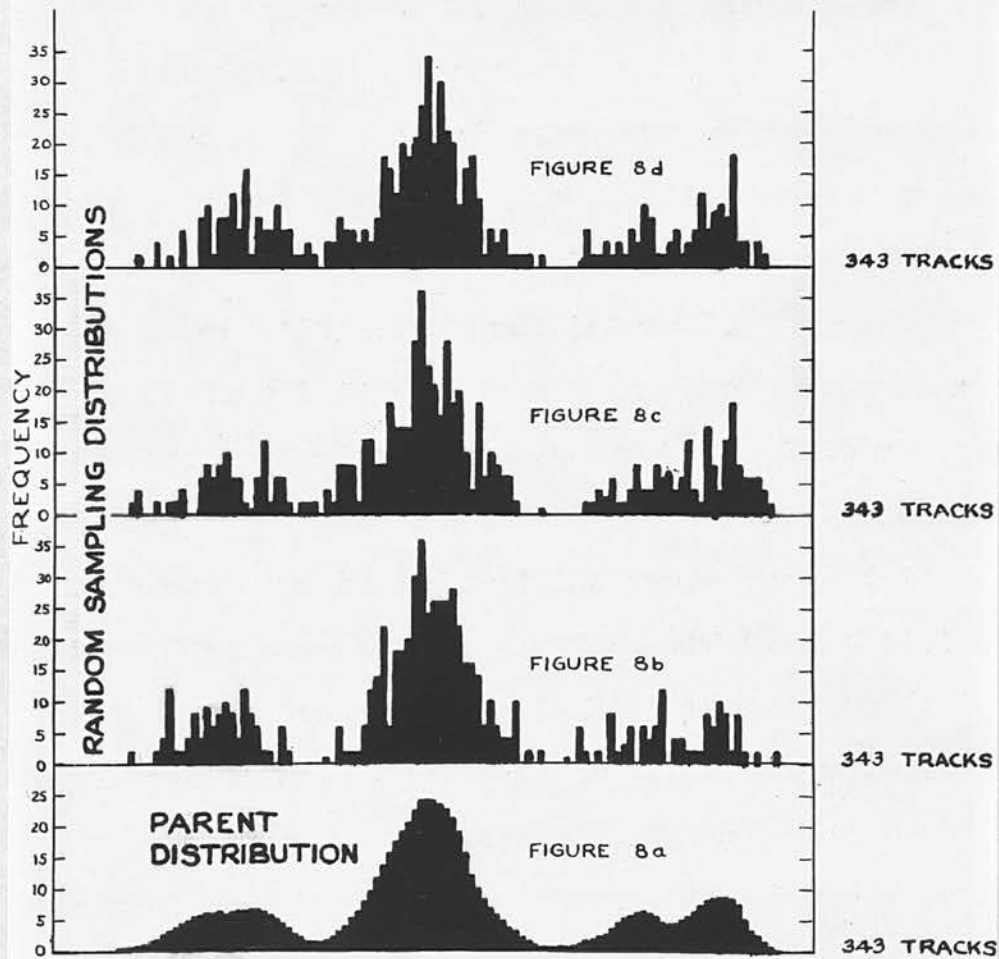 FREQUENCY
RANDOM SAMPLING DISTRIBUTIONS
35
30
25
20
15
10
5
0
FIGURE 8d
343 TRACKS
35
30
25
20
15
10
5
0
FIGURE 8c
343 TRACKS
35
30
25
20
15
10
5
0
FIGURE 8b
343 TRACKS
25
20
15
10
5
0
PARENT
DISTRIBUTION
FIGURE 8a
343 TRACKS